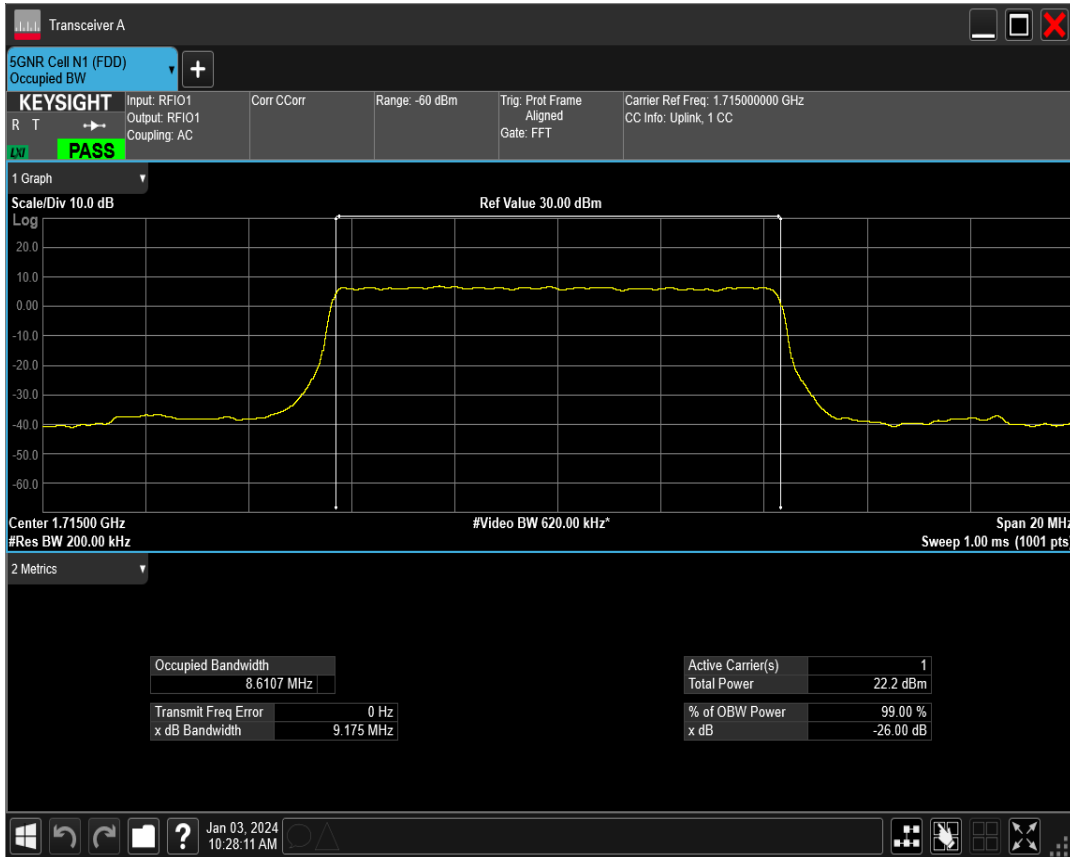 Transceiver A
5GNR Cell N1 (FDD)
Occupied BW
+
KEYSIGHT
R T
LXI
PASS
Input: RFIO1
Output: RFIO1
Coupling: AC
Corr CCorr
Range: -60 dBm
Trig: Prot Frame
Aligned
Gate: FFT
Carrier Ref Freq: 1.715000000 GHz
CC Info: Uplink, 1 CC
1 Graph
Scale/Div 10.0 dB
Ref Value 30.00 dBm
Log
20.0
10.0
0.00
-10.0
-20.0
-30.0
-40.0
-50.0
-60.0
Center 1.71500 GHz
#Video BW 620.00 kHz*
Span 20 MHz
#Res BW 200.00 kHz
Sweep 1.00 ms (1001 pts)
2 Metrics
Occupied Bandwidth
8.6107 MHz
Transmit Freq Error 0 Hz
x dB Bandwidth 9.175 MHz
Active Carrier(s) 1
Total Power 22.2 dBm
% of OBW Power 99.00 %
x dB -26.00 dB
?
Jan 03, 2024
10:28:11 AM